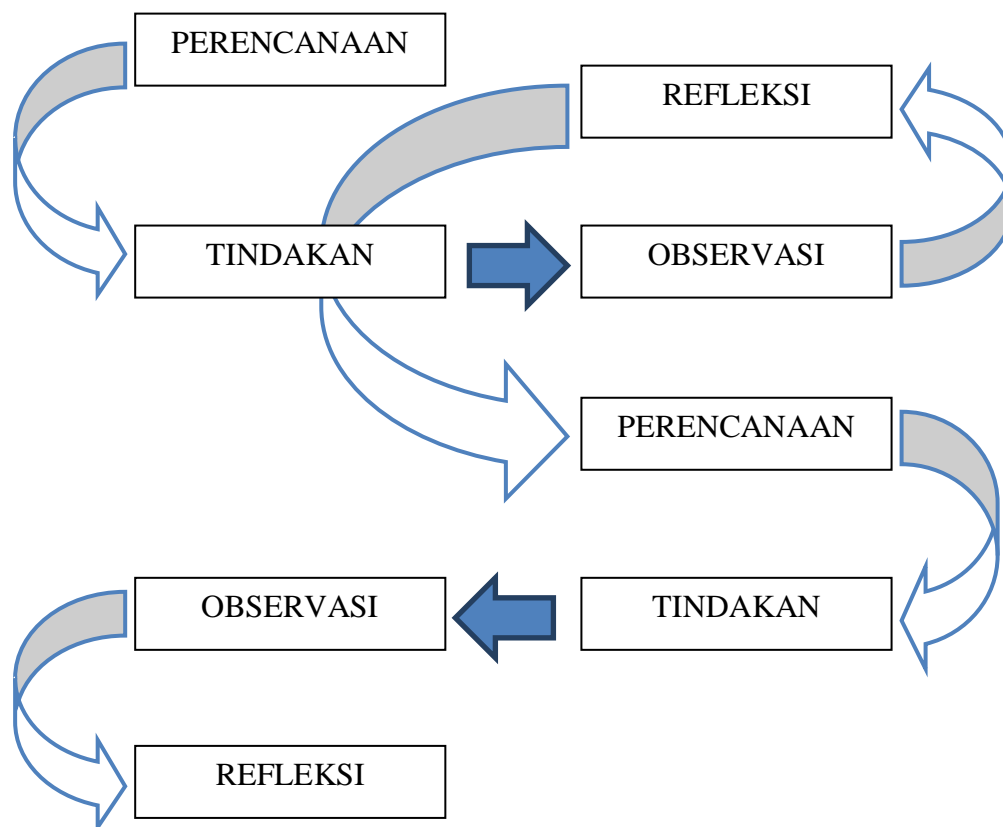 PERENCANAAN
REFLEKSI
TINDAKAN
OBSERVASI
PERENCANAAN
OBSERVASI
TINDAKAN
REFLEKSI